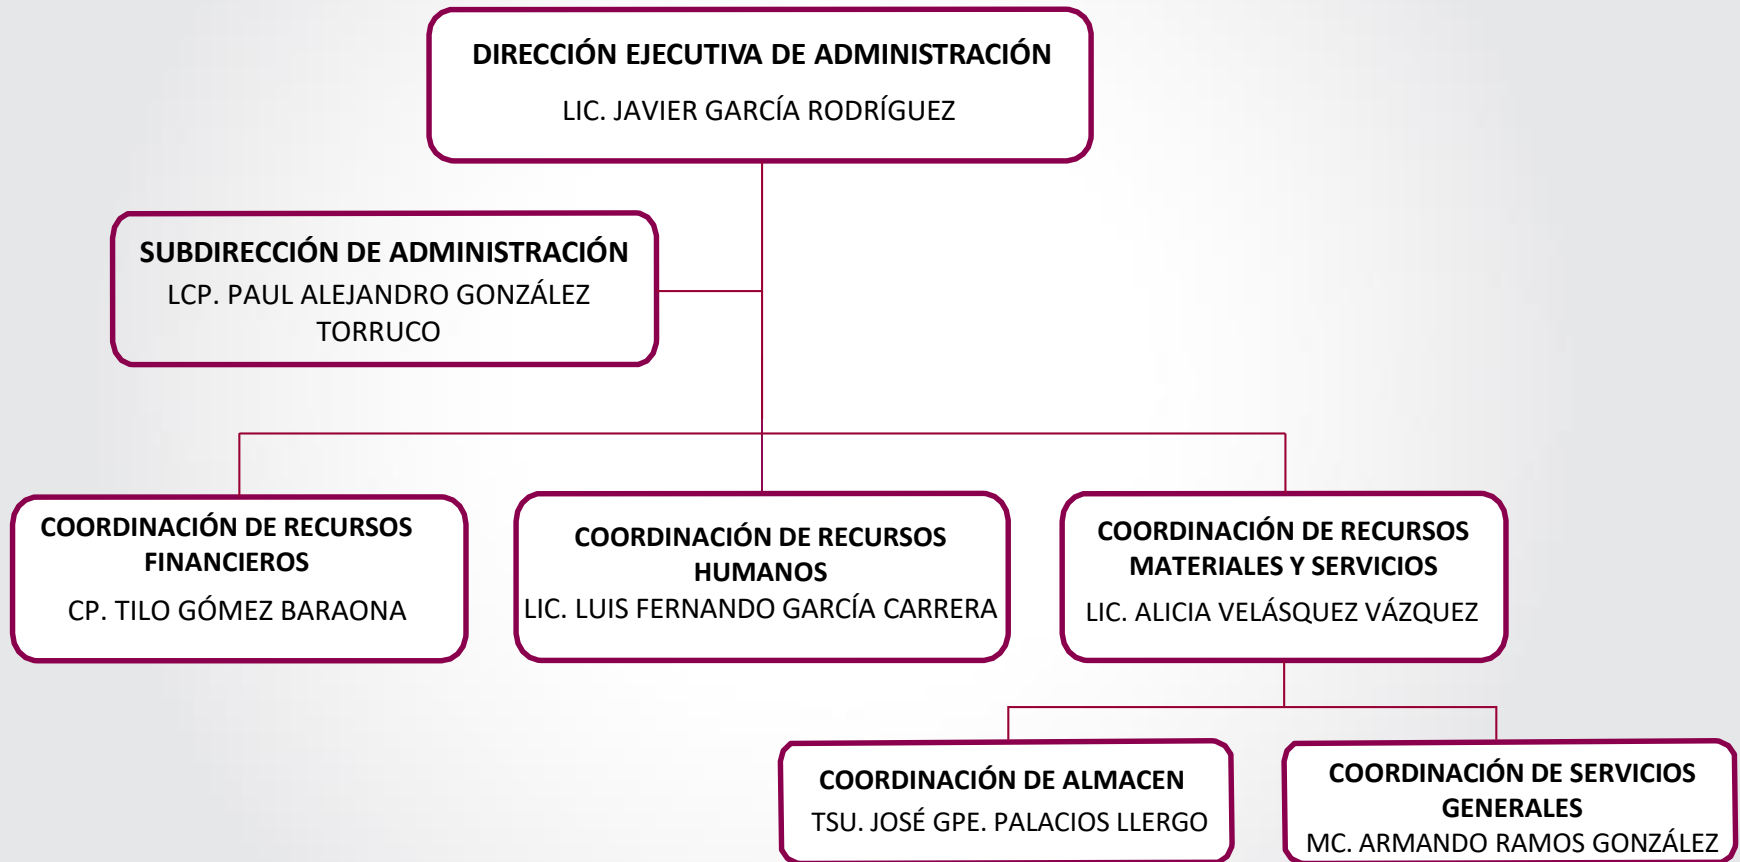 DIRECCIÓN EJECUTIVA DE ADMINISTRACIÓN
LIC. JAVIER GARCÍA RODRÍGUEZ
SUBDIRECCIÓN DE ADMINISTRACIÓN
LCP. PAUL ALEJANDRO GONZÁLEZ
TORRUCO
COORDINACIÓN DE RECURSOS
FINANCIEROS
CP. TILO GÓMEZ BARAONA
COORDINACIÓN DE RECURSOS
HUMANOS
LIC. LUIS FERNANDO GARCÍA CARRERA
COORDINACIÓN DE RECURSOS
MATERIALES Y SERVICIOS
LIC. ALICIA VELÁSQUEZ VÁZQUEZ
COORDINACIÓN DE ALMACEN
TSU. JOSÉ GPE. PALACIOS LLERGO
COORDINACIÓN DE SERVICIOS
GENERALES
MC. ARMANDO RAMOS GONZÁLEZ